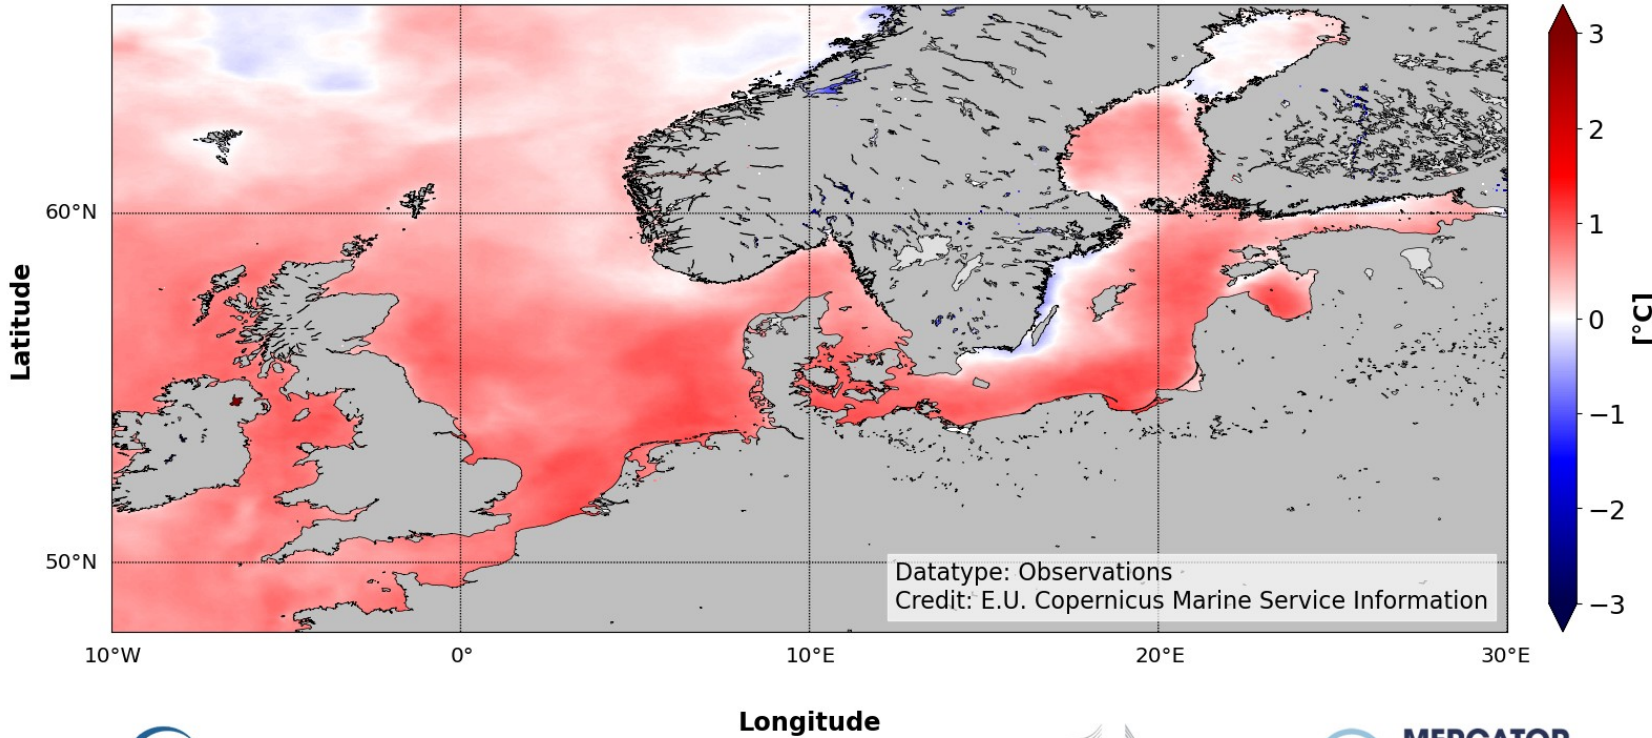 3
2
1
0
−1
−2
−3
[°C]
60°N
50°N
Latitude
Datatype: Observations
Credit: E.U. Copernicus Marine Service Information
10°W
0°
10°E
20°E
30°E
Longitude
MERCATOR